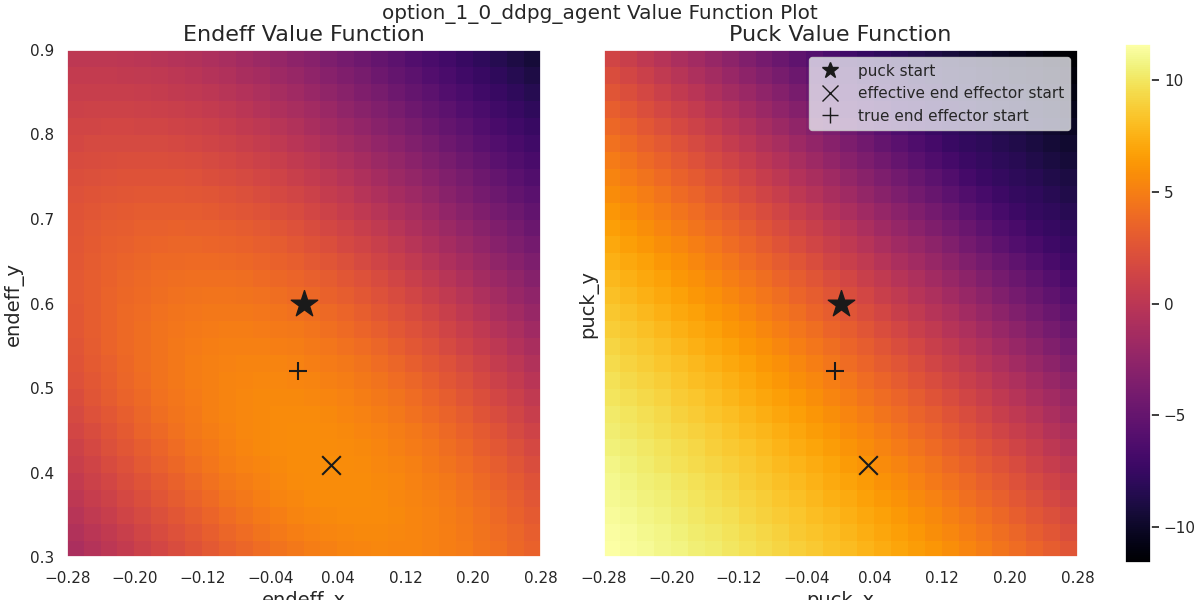 option_1_0_ddpg_agent Value Function Plot
Endeff Value Function
Puck Value Function
puck start
effective end effector start
true end effector start
0.9
0.8
0.7
0.6
0.5
0.4
0.3
endeff_y
−0.28 −0.20 −0.12 −0.04 0.04 0.12 0.20 0.28
endeff_x
puck_y
−0.28 −0.20 −0.12 −0.04 0.04 0.12 0.20 0.28
puck_x
10
5
0
−5
−10